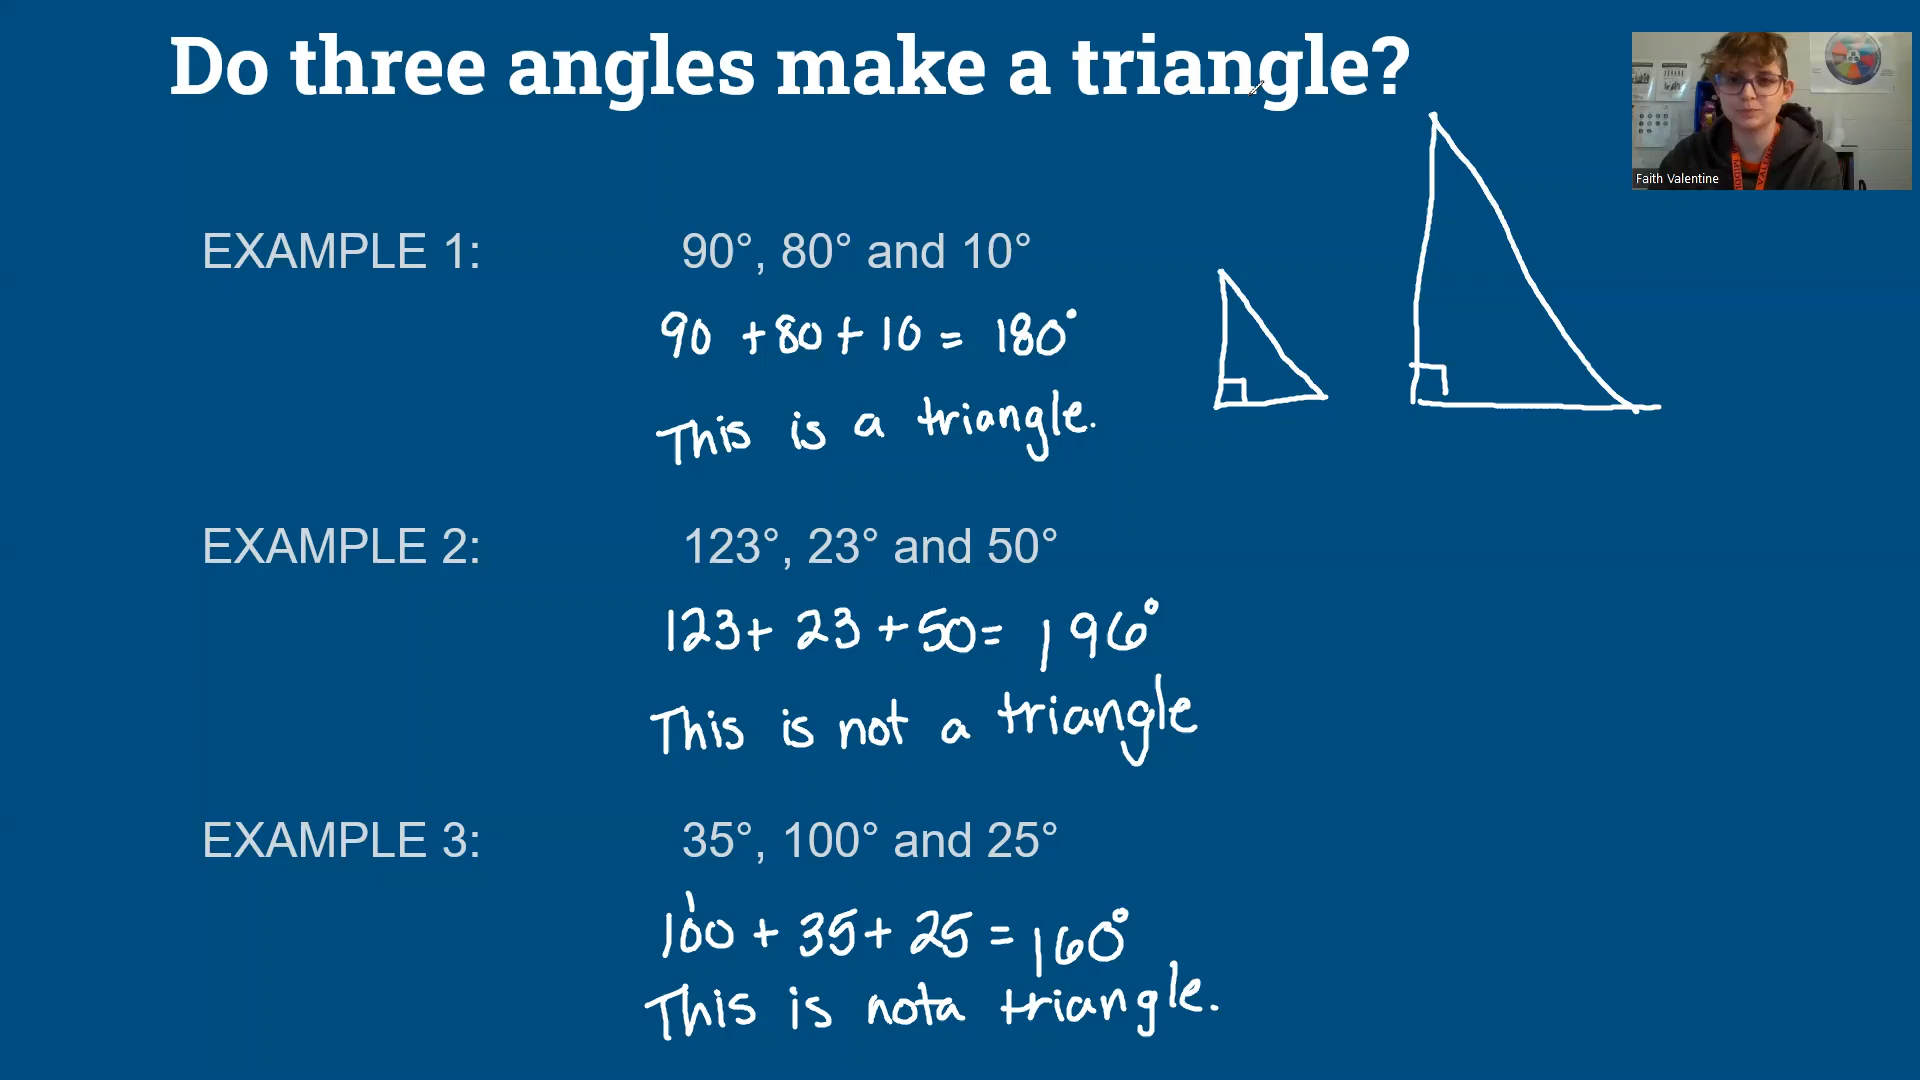 Do three angles make a triangle?
Faith Valentine
EXAMPLE 1: 90°, 80° and 10°
90 + 80 + 10 = 180°
This is a triangle.
EXAMPLE 2: 123°, 23° and 50°
123 + 23 + 50 = 196°
This is not a triangle
EXAMPLE 3: 35°, 100° and 25°
100 + 35 + 25 = 160°
This is not a triangle.